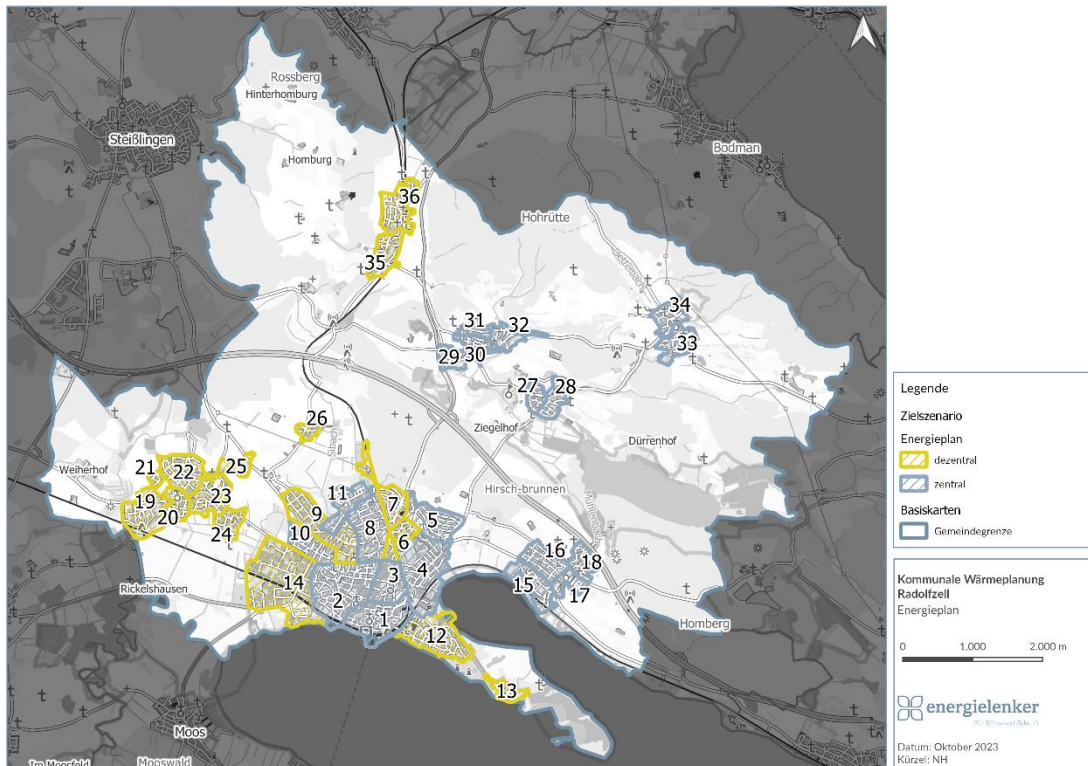 Rossberg
Hinterhomburg
Steißlingen
Homburg
Bodman
36
Hohrütte
35
34
31
32
33
29
30
27
28
26
Ziegelhof
Dürrenhof
Weiherhof
21
22
25
19
23
20
24
11
9
7
Hirsch-brunnen
8
5
10
6
16
14
3
4
18
15
Rickelshausen
2
17
1
12
Homberg
13
Moos
Im Moosfeld
Mooswald
Legende
Zielszenario
Energieplan
dezentral
zentral
Basiskarten
Gemeindegrenze
Kommunale Wärmeplanung
Radolfzell
Energieplan
0
1.000
2.000 m
energielenker
Datum: Oktober 2023
Kürzel: NH